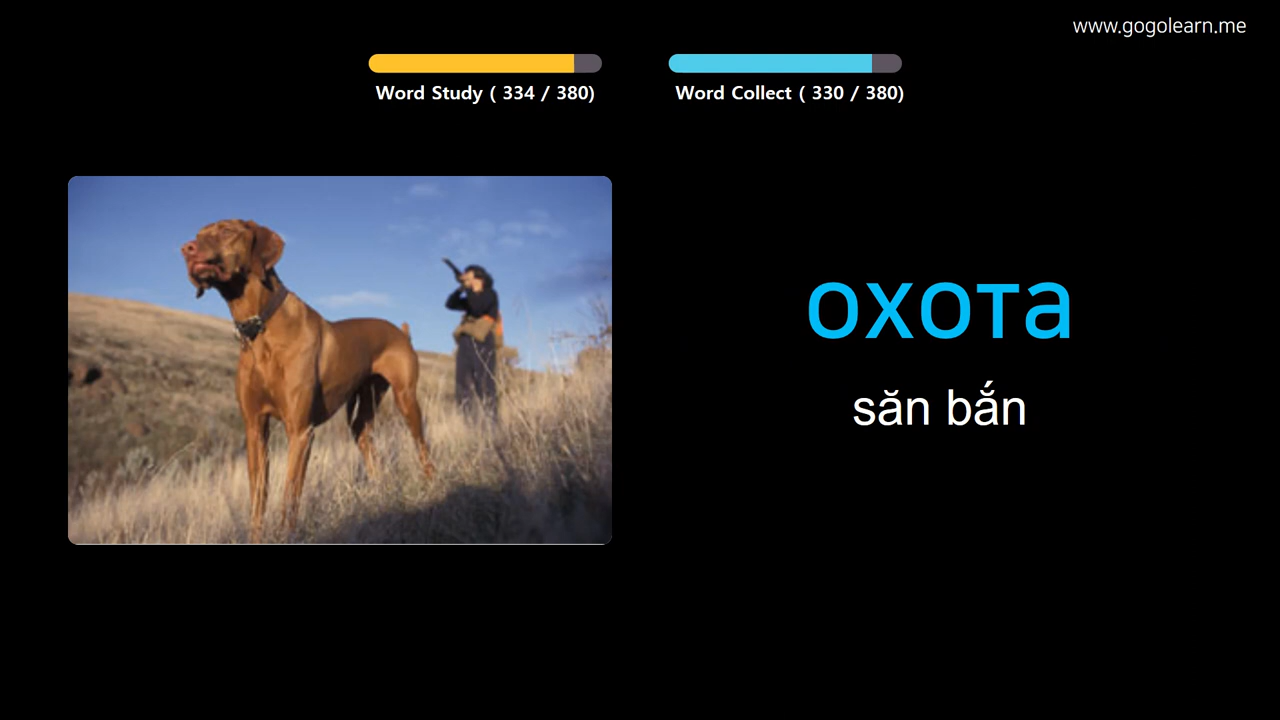 www.gogolearn.me
Word Study ( 334 / 380)
Word Collect ( 330 / 380)
охота
săn bắn